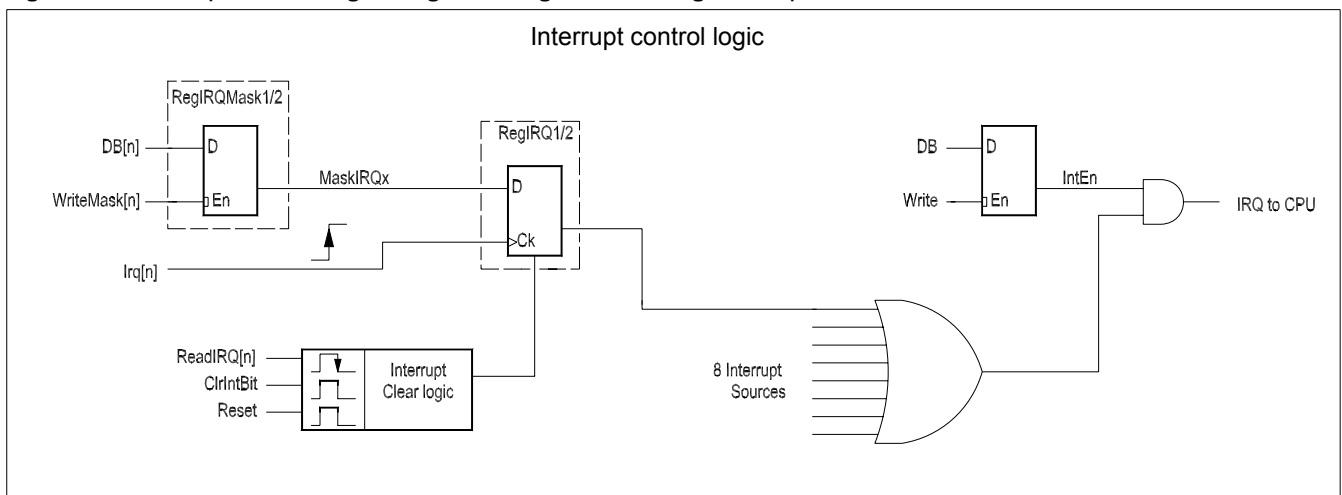 Interrupt control logic
RegIRQMask1/2
RegIRQ1/2
DB[n]
D
MaskIRQx
D
WriteMask[n]
En
Ck
Irq[n]
DB
D
IntEn
Write
En
IRQ to CPU
ReadIRQ[n]
ClrIntBit
Reset
Interrupt
Clear logic
8 Interrupt
Sources